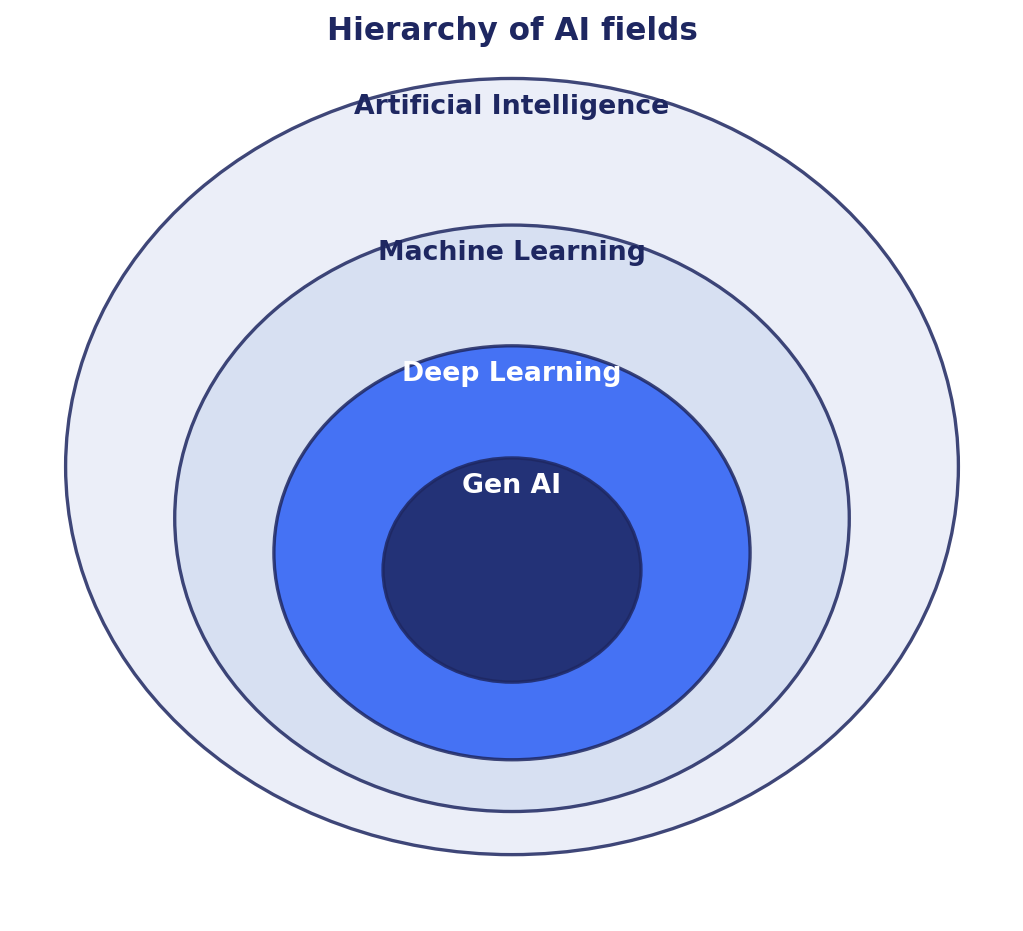 Hierarchy of AI fields
Artificial Intelligence
Machine Learning
Deep Learning
Gen AI